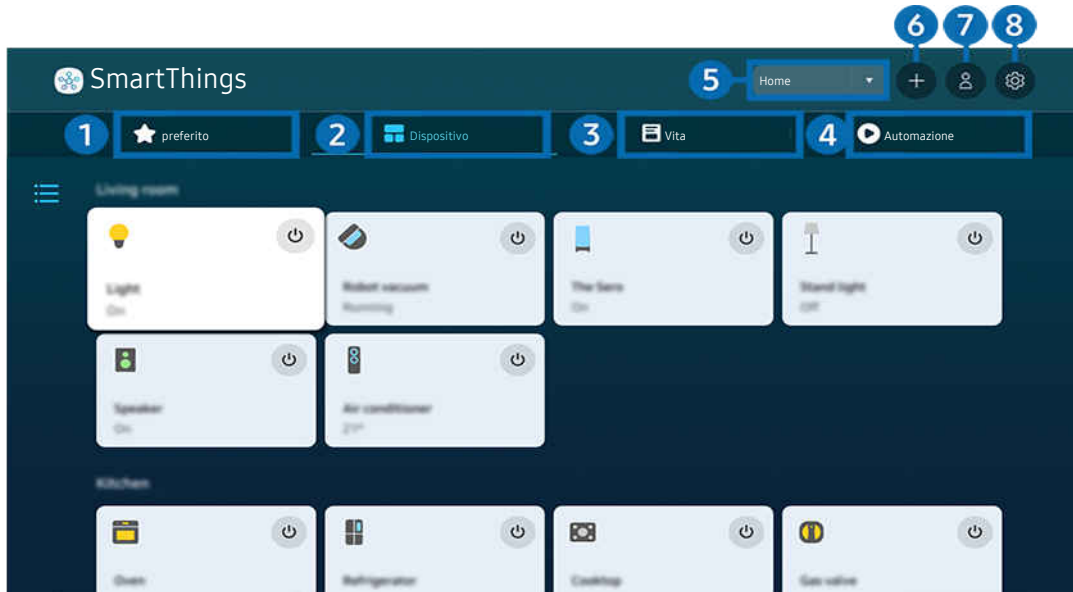 6 7 8
SmartThings
5 Home
1 preferito 2 Dispositivo 3 Vita 4 Automazione
Living room
Light Robot vacuum The Sero Stand light
On Running On Off
Speaker Air conditioner
On 21°
Kitchen
Oven Refrigerator Cooktop Gas valve